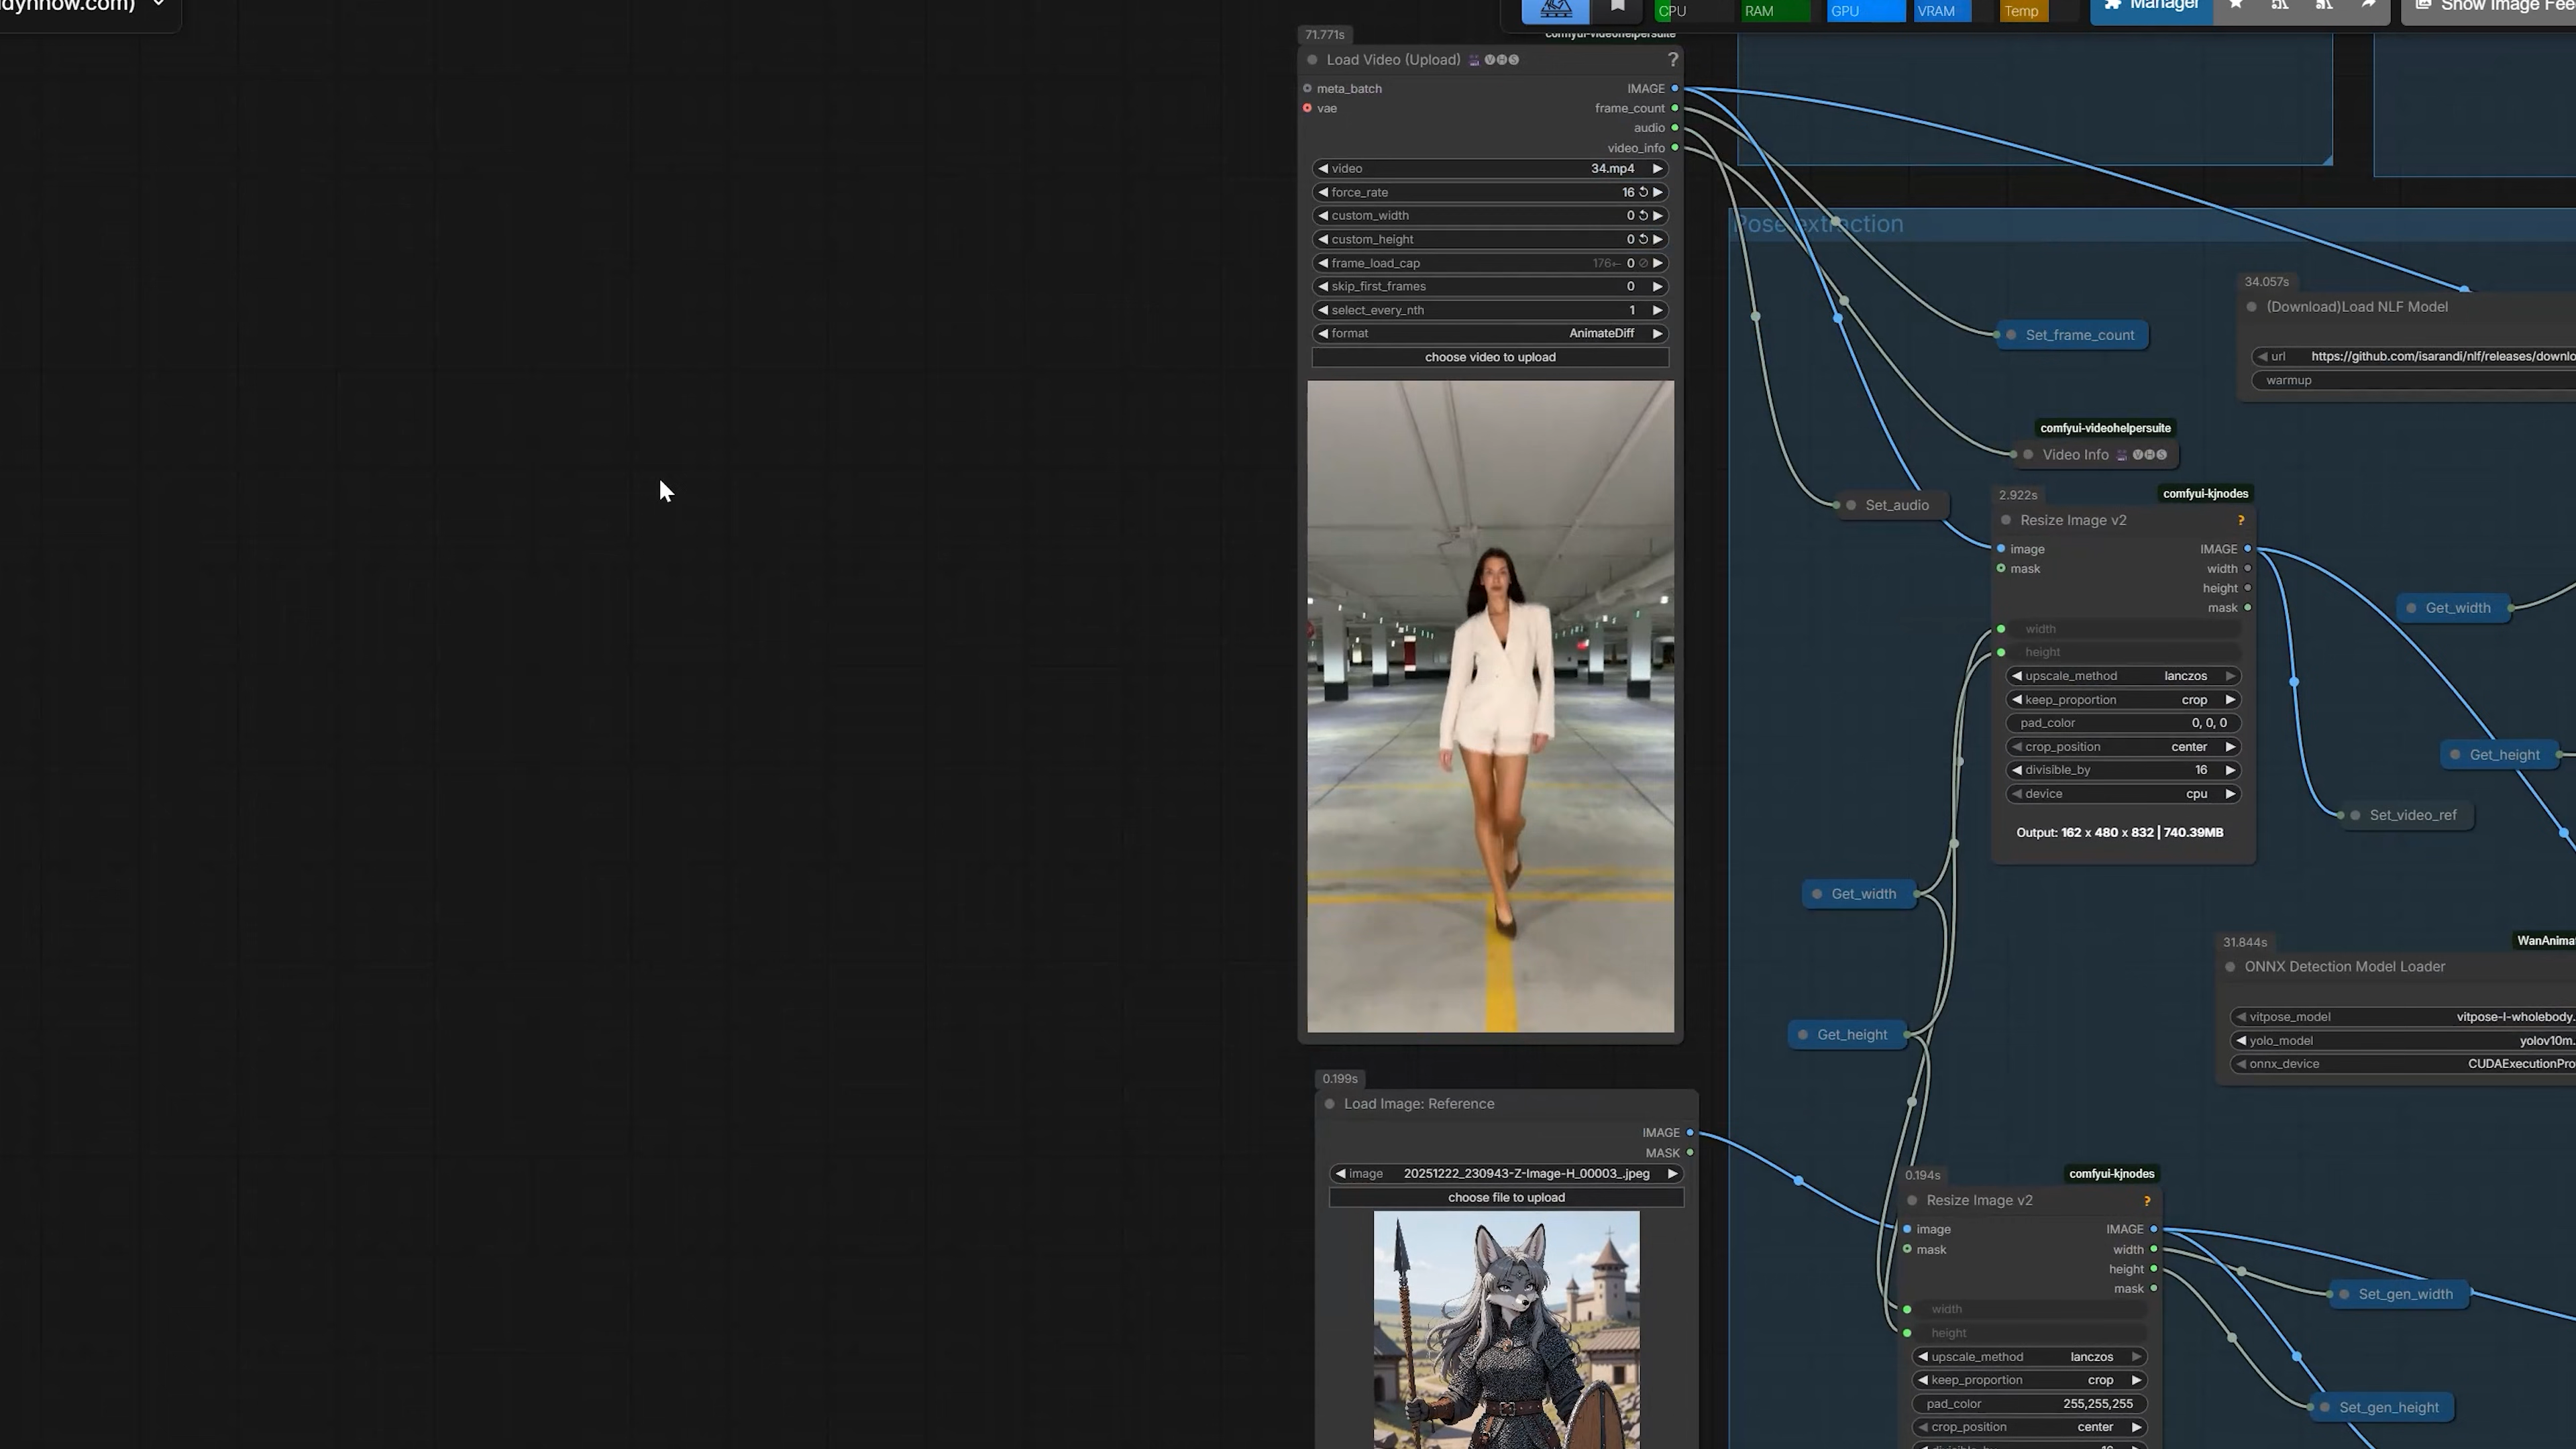 dynnow.com)
CPU
RAM
GPU
VRAM
Temp
Manager
Show Image Fee
71.771s
comfyui-videohelpersuite
Load Video (Upload)
VHS
?
meta_batch
IMAGE
vae
frame_count
audio
video_info
video
34.mp4
force_rate
16
custom_width
0
custom_height
0
frame_load_cap
176← 0
skip_first_frames
0
select_every_nth
1
format
AnimateDiff
choose video to upload
Pose extraction
34.057s
(Download)Load NLF Model
url
https://github.com/isarandi/nlf/releases/downlo
warmup
Set_frame_count
comfyui-videohelpersuite
Video Info
VHS
Set_audio
2.922s
comfyui-kjnodes
Resize Image v2
?
image
IMAGE
mask
width
height
mask
width
height
upscale_method
lanczos
keep_proportion
crop
pad_color
0, 0, 0
crop_position
center
divisible_by
16
device
cpu
Output: 162 x 480 x 832 | 740.39MB
Get_width
Get_height
Set_video_ref
Get_width
Get_height
31.844s
WanAnima
ONNX Detection Model Loader
vitpose_model
vitpose-l-wholebody.
yolo_model
yolov10m.
onnx_device
CUDAExecutionPro
0.199s
Load Image: Reference
IMAGE
MASK
image
20251222_230943-Z-Image-H_00003_.jpeg
choose file to upload
0.194s
comfyui-kjnodes
Resize Image v2
?
image
IMAGE
mask
width
height
mask
width
height
upscale_method
lanczos
keep_proportion
crop
pad_color
255,255,255
crop_position
center
Set_gen_width
Set_gen_height